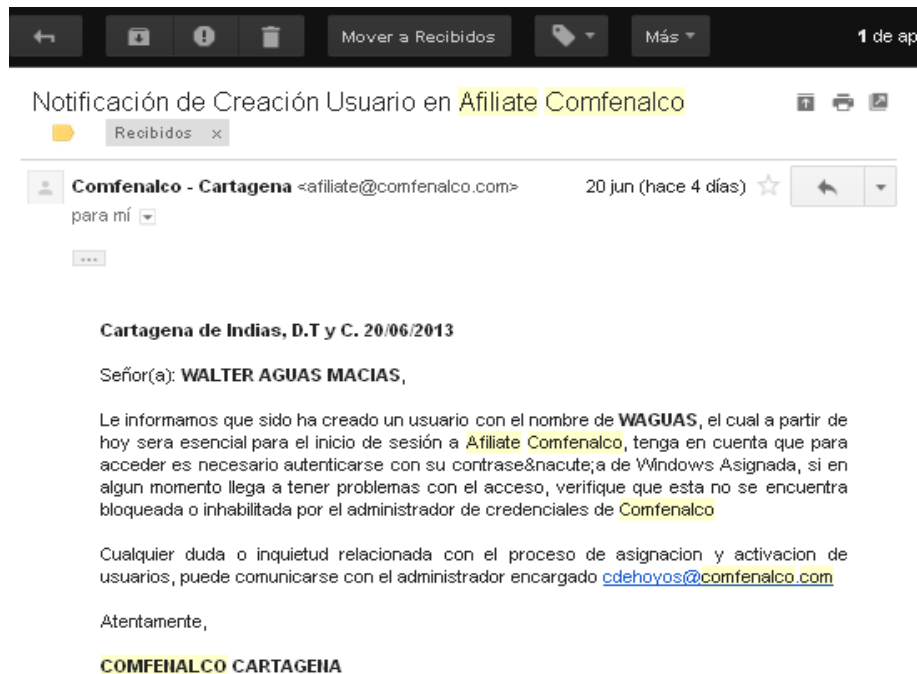 Mover a Recibidos Más 1 de ap
Notificación de Creación Usuario en Afiliate Comfenalco
Recibidos x
Comfenalco - Cartagena <afiliate@comfenalco.com> 20 jun (hace 4 días)
para mí
Cartagena de Indias, D.T y C. 20/06/2013
Señor(a): WALTER AGUAS MACIAS,
Le informamos que sido ha creado un usuario con el nombre de WAGUAS, el cual a partir de
hoy sera esencial para el inicio de sesión a Afiliate Comfenalco, tenga en cuenta que para
acceder es necesario autenticarse con su contrase&nacute;a de Windows Asignada, si en
algun momento llega a tener problemas con el acceso, verifique que esta no se encuentra
bloqueada o inhabilitada por el administrador de credenciales de Comfenalco
Cualquier duda o inquietud relacionada con el proceso de asignacion y activacion de
usuarios, puede comunicarse con el administrador encargado cdehoyos@comfenalco.com
Atentamente,
COMFENALCO CARTAGENA